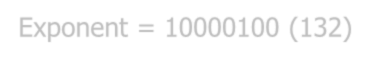 Exponent = 10000100 (132)